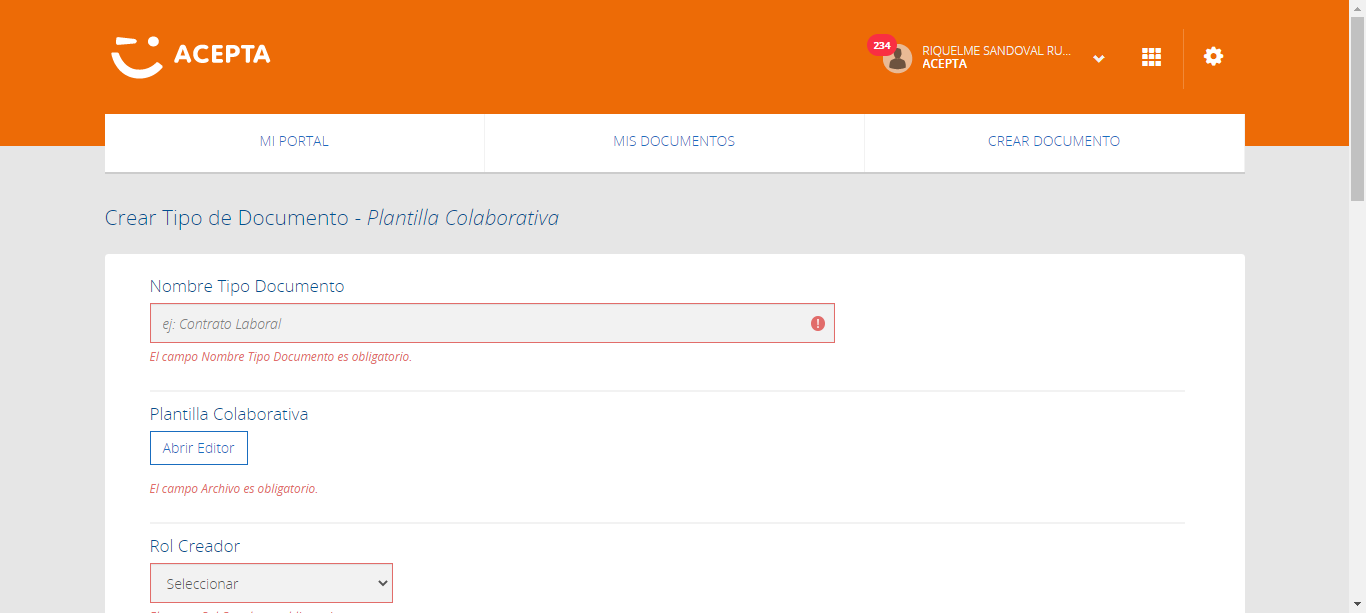 ACEPTA
234
RIQUELME SANDOVAL RU...
ACEPTA
MI PORTAL
MIS DOCUMENTOS
CREAR DOCUMENTO
Crear Tipo de Documento - Plantilla Colaborativa
Nombre Tipo Documento
ej: Contrato Laboral
El campo Nombre Tipo Documento es obligatorio.
Plantilla Colaborativa
Abrir Editor
El campo Archivo es obligatorio.
Rol Creador
Seleccionar